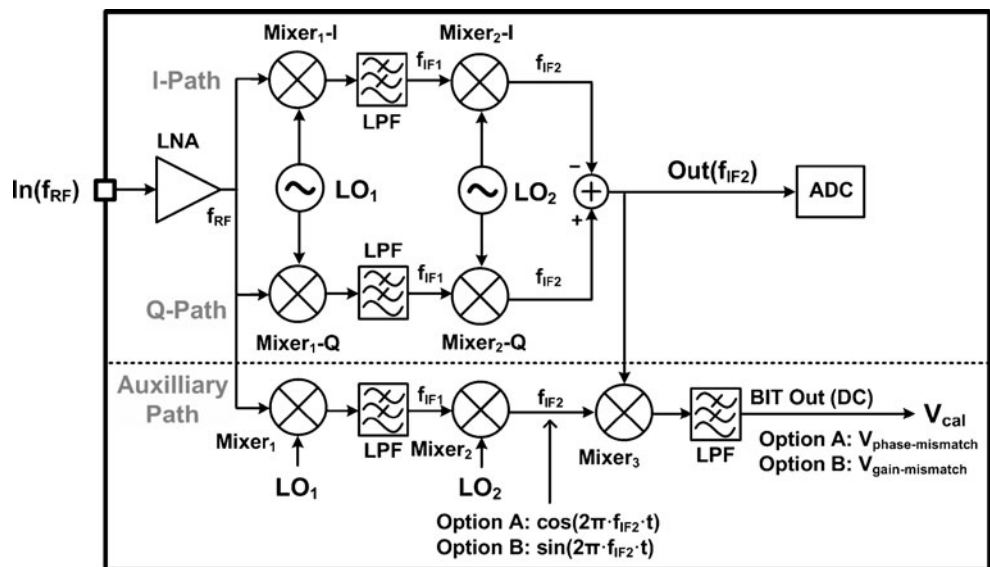 Mixer₁-I
Mixer₂-I
I-Path
f_IF1
f_IF2
LPF
LNA
In(f_RF)
f_RF
LO₁
LO₂
−
+
+
Out(f_IF2)
ADC
LPF
f_IF1
f_IF2
Q-Path
Mixer₁-Q
Mixer₂-Q
Auxilliary
Path
f_IF1
f_IF2
BIT Out (DC)
V_cal
Mixer₁
LPF
Mixer₂
Mixer₃
LPF
Option A: V_phase-mismatch
Option B: V_gain-mismatch
LO₁
LO₂
Option A: cos(2π·f_IF2·t)
Option B: sin(2π·f_IF2·t)